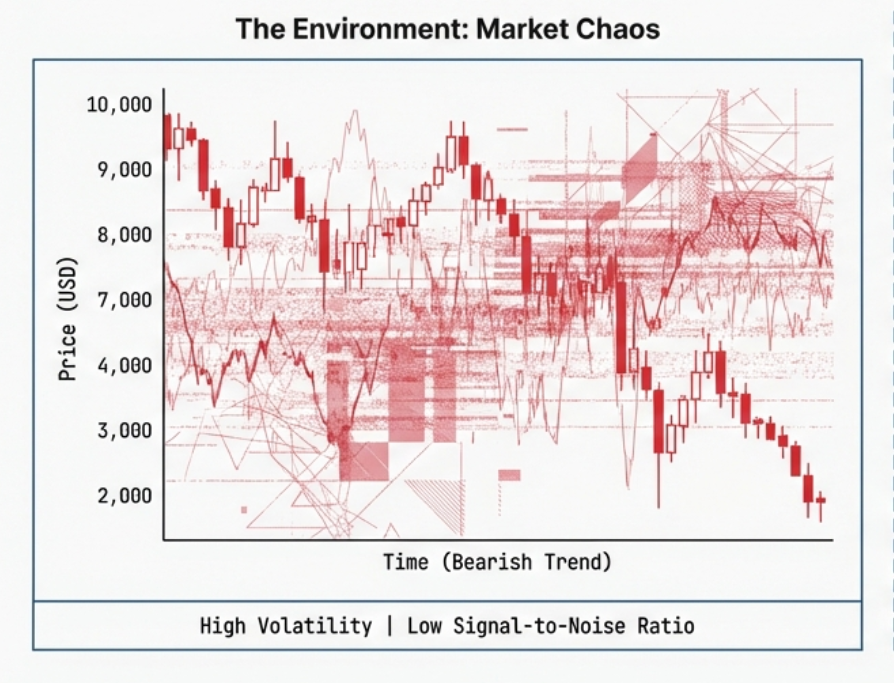 The Environment: Market Chaos
10,000
9,000
8,000
7,000
4,000
3,000
2,000
Price (USD)
Time (Bearish Trend)
High Volatility | Low Signal-to-Noise Ratio